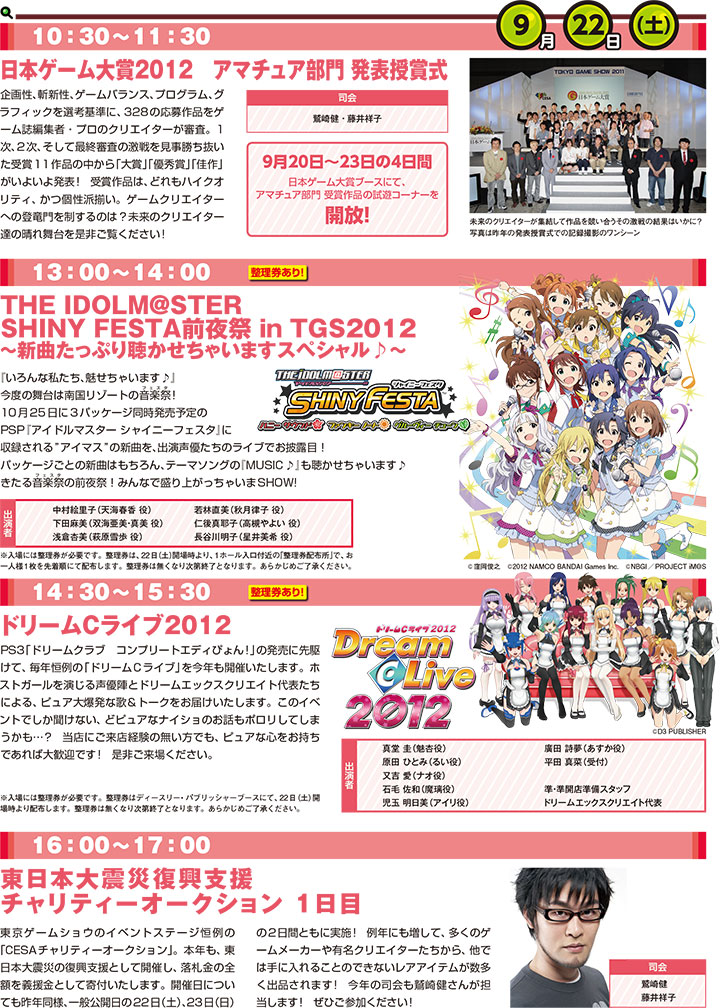 9月22日(土)
10:30〜11:30
日本ゲーム大賞2012　アマチュア部門 発表授賞式
企画性、斬新性、ゲームバランス、プログラム、グ
ラフィックを選考基準に、328の応募作品をゲ
ーム誌編集者・プロのクリエイターが審査。1
次、2次、そして最終審査の激戦を見事勝ち抜い
た受賞11作品の中から「大賞」「優秀賞」「佳作」
がいよいよ発表！ 受賞作品は、どれもハイクオ
リティ、かつ個性派揃い。ゲームクリエイター
への登竜門を制するのは？未来のクリエイター
達の晴れ舞台を是非ご覧ください！
司会
鷲崎健・藤井祥子
9月20日〜23日の4日間
日本ゲーム大賞ブースにて、
アマチュア部門 受賞作品の試遊コーナーを
開放!
TOKYO GAME SHOW 2011
日本ゲーム大賞
未来のクリエイターが集結して作品を競い合うその激戦の結果はいかに？
写真は昨年の発表授賞式での記録撮影のワンシーン
13:00〜14:00
整理券あり！
THE IDOLM@STER
SHINY FESTA前夜祭 in TGS2012
〜新曲たっぷり聴かせちゃいますスペシャル♪〜
『いろんな私たち、魅せちゃいます♪』
フェスタ
今度の舞台は南国リゾートの音楽祭！
10月25日に3パッケージ同時発売予定の
PSP『アイドルマスター シャイニーフェスタ』に
収録される"アイマス"の新曲を、出演声優たちのライブでお披露目！
パッケージごとの新曲はもちろん、テーマソングの『MUSIC♪』も聴かせちゃいます♪
フェスタ
きたる音楽祭の前夜祭！みんなで盛り上がっちゃいまSHOW!
THE IDOLM@STER
アイドルマスター
シャイニーフェスタ
SHINY FESTA
ハニー サウンド
ファンキー ノート
グルーヴィー チューン
出演者
中村絵里子(天海春香 役)
若林直美(秋月律子 役)
下田麻美(双海亜美・真美 役)
仁後真耶子(高槻やよい 役)
浅倉杏美(萩原雪歩 役)
長谷川明子(星井美希 役)
※入場には整理券が必要です。整理券は、22日(土)開場時より、1ホール入口付近の「整理券配布所」で、お
一人様1枚を先着順にて配布します。整理券は無くなり次第終了となります。あらかじめご了承ください。
©窪岡俊之 ©2012 NAMCO BANDAI Games Inc. ©NBGI／PROJECT iM@S
14:30〜15:30
整理券あり！
ドリームCライブ2012
PS3「ドリームクラブ　コンプリートエディぴょん！」の発売に先駆
けて、毎年恒例の「ドリームCライブ」を今年も開催いたします。ホ
ストガールを演じる声優陣とドリームエックスクリエイト代表たち
による、ピュア大爆発な歌＆トークをお届けいたします。このイベ
ントでしか聞けない、どピュアなナイショのお話もポロリしてしま
うかも…？　当店にご来店経験の無い方でも、ピュアな心をお持ち
であれば大歓迎です！ 是非ご来場ください。
※入場には整理券が必要です。整理券はディースリー・パブリッシャーブースにて、22日(土)開
場時より配布します。整理券は無くなり次第終了となります。あらかじめご了承ください。
ドリームCライブ2012
Dream
C Live
2012
©D3 PUBLISHER
出演者
真堂 圭(魅杏役)
廣田 詩夢(あすか役)
原田 ひとみ(るい役)
平田 真菜(受付)
又吉 愛(ナオ役)
石毛 佐和(魔璃役)
準・準開店準備スタッフ
児玉 明日美(アイリ役)
ドリームエックスクリエイト代表
16:00〜17:00
東日本大震災復興支援
チャリティーオークション 1日目
東京ゲームショウのイベントステージ恒例の
「CESAチャリティーオークション」。本年も、東
日本大震災の復興支援として開催し、落札金の全
額を義援金として寄付いたします。開催日につい
ても昨年同様、一般公開日の22日(土)、23日(日)
の2日間ともに実施！ 例年にも増して、多くのゲ
ームメーカーや有名クリエイターたちから、他で
は手に入れることのできないレアアイテムが数多
く出品されます！ 今年の司会も鷲崎健さんが担
当します！ ぜひご参加ください！
司会
鷲崎健
藤井祥子